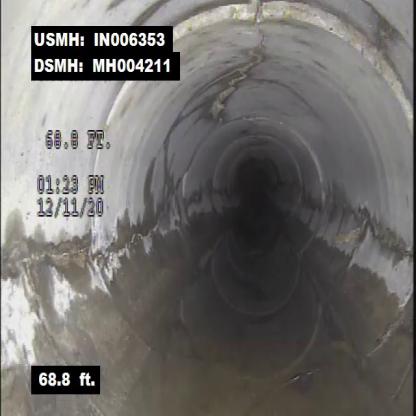 USMH: IN006353
DSMH: MH004211
68.8 FT.
01:23 PM
12/11/20
68.8 ft.